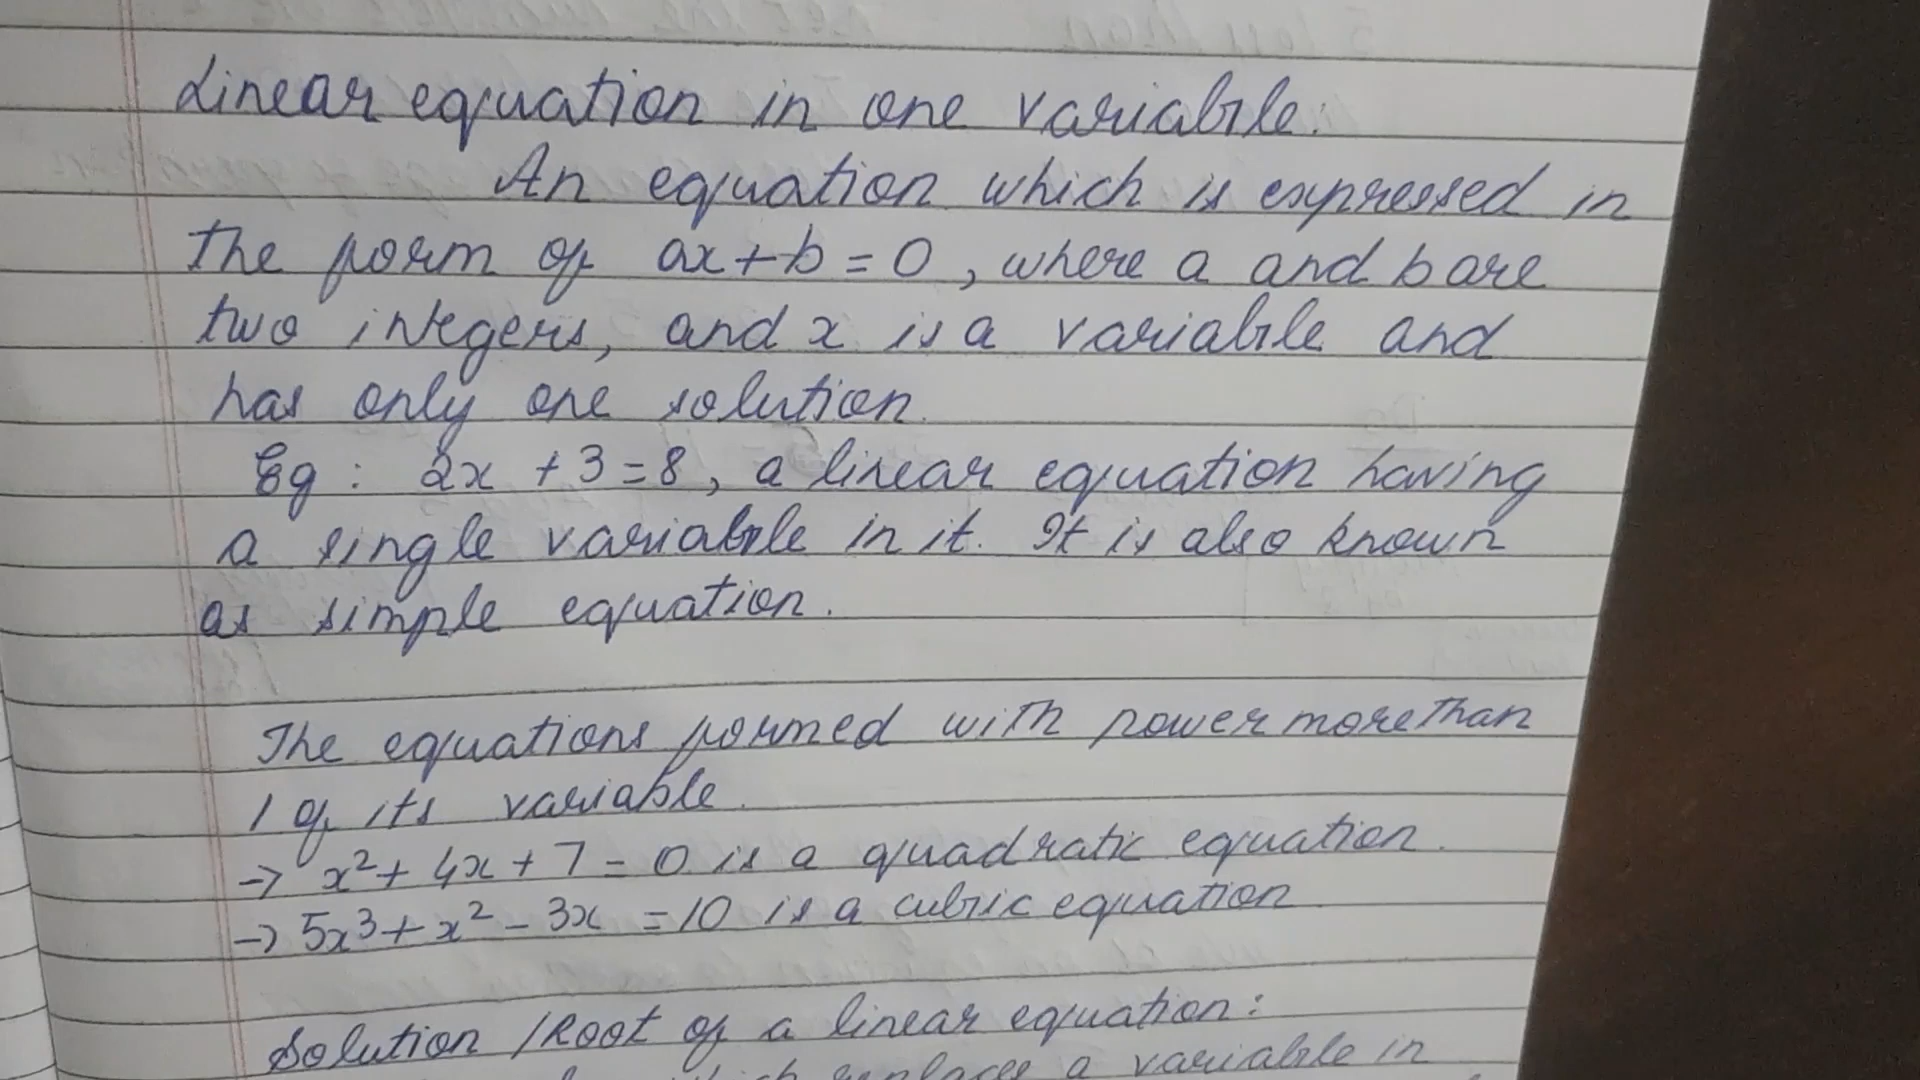 Linear equation in one variable:
An equation which is expressed in
the form of ax+b=0, where a and b are
two integers, and x is a variable and
has only one solution.
Eg : 2x +3=8, a linear equation having
a single variable in it. It is also known
as simple equation.
The equations formed with power more than
1 of its variable.
→ x²+ 4x+7=0 is a quadratic equation.
→ 5x³+x²-3x =10 is a cubic equation
Solution /Root of a linear equation:
which replaces a variable in